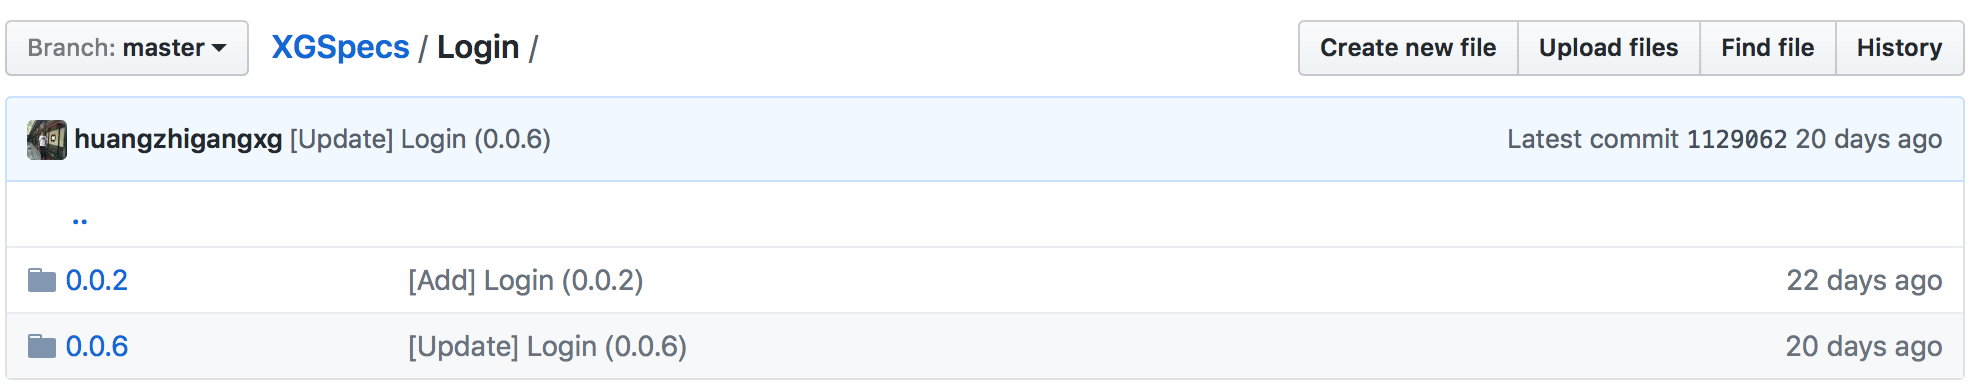 Branch: master XGSpecs / Login / Create new file Upload files Find file History
huangzhigangxg [Update] Login (0.0.6) Latest commit 1129062 20 days ago
..
0.0.2 [Add] Login (0.0.2) 22 days ago
0.0.6 [Update] Login (0.0.6) 20 days ago